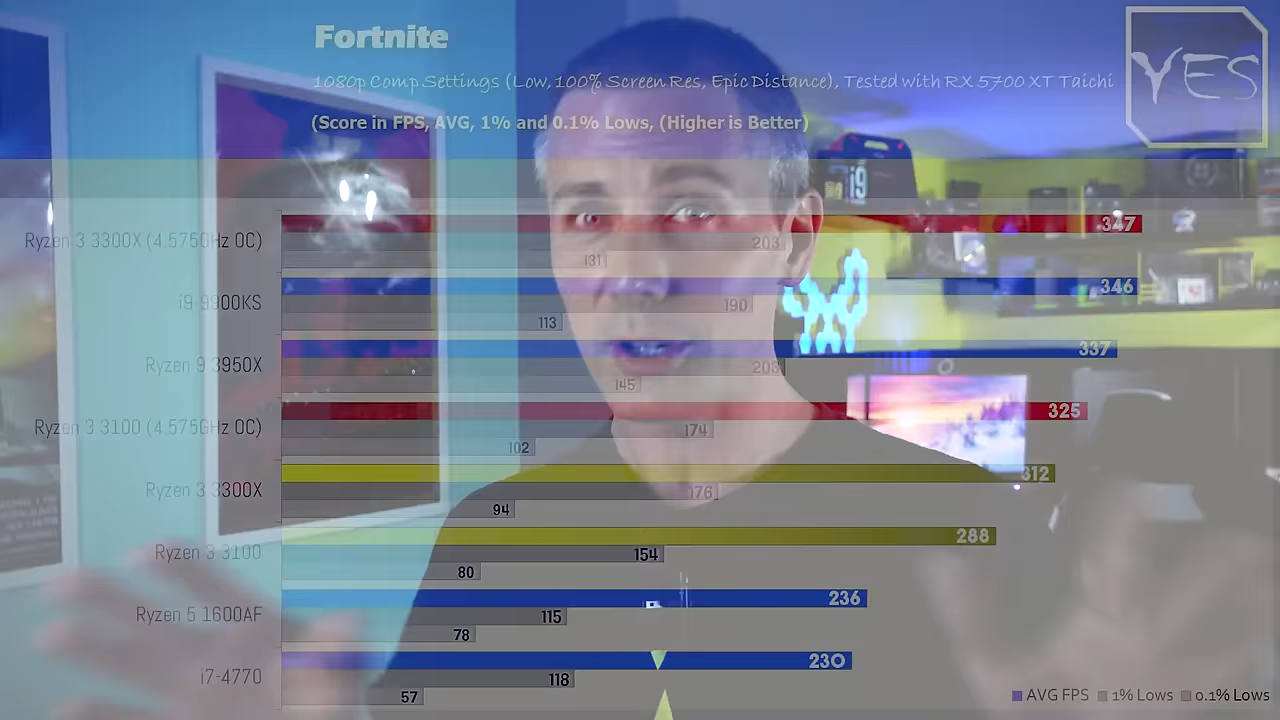 Fortnite
YES
1080p Comp Settings (Low, 100% Screen Res, Epic Distance), Tested with RX 5700 XT Taichi
(Score in FPS, AVG, 1% and 0.1% Lows, (Higher is Better)
i9
347
Ryzen 3 3300X (4.575GHz OC)
203
131
346
i9-9900KS
190
113
337
Ryzen 9 3950X
203
145
325
Ryzen 3 3100 (4.575GHz OC)
174
102
312
Ryzen 3 3300X
176
94
288
Ryzen 3 3100
154
80
236
Ryzen 5 1600AF
115
78
230
i7-4770
118
57
AVG FPS 1% Lows 0.1% Lows